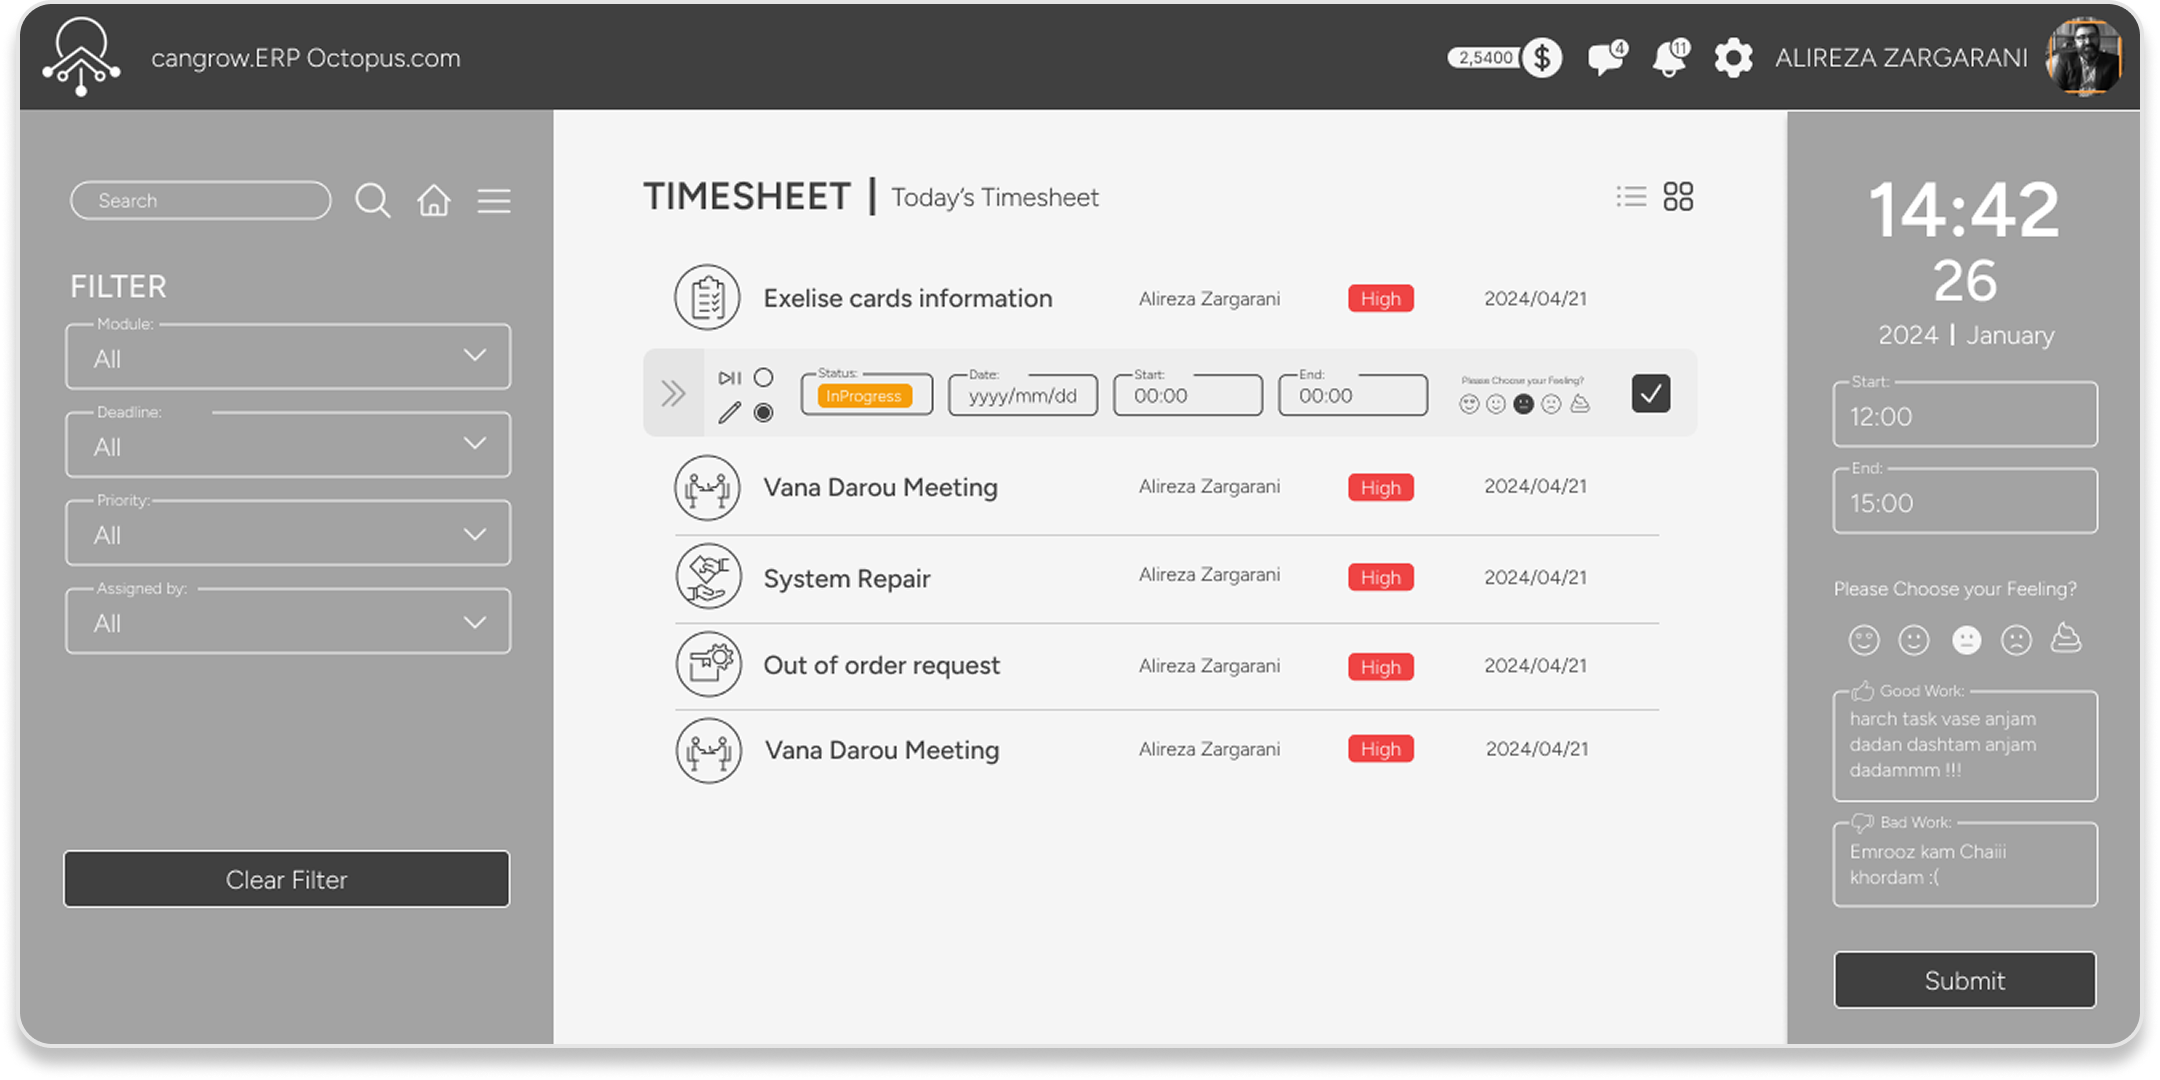 cangrow.ERP Octopus.com
2,5400
$
4
11
ALIREZA ZARGARANI
Search
FILTER
Module:
All
Deadline:
All
Priority:
All
Assigned by:
All
Clear Filter
TIMESHEET | Today's Timesheet
Exelise cards information Alireza Zargarani High 2024/04/21
Status:
InProgress
Date:
yyyy/mm/dd
Start:
00:00
End:
00:00
Please Choose your Feeling?
Vana Darou Meeting Alireza Zargarani High 2024/04/21
System Repair Alireza Zargarani High 2024/04/21
Out of order request Alireza Zargarani High 2024/04/21
Vana Darou Meeting Alireza Zargarani High 2024/04/21
14:42
26
2024 | January
Start:
12:00
End:
15:00
Please Choose your Feeling?
Good Work:
harch task vase anjam
dadan dashtam anjam
dadammm !!!
Bad Work:
Emrooz kam Chaiii
khordam :(
Submit